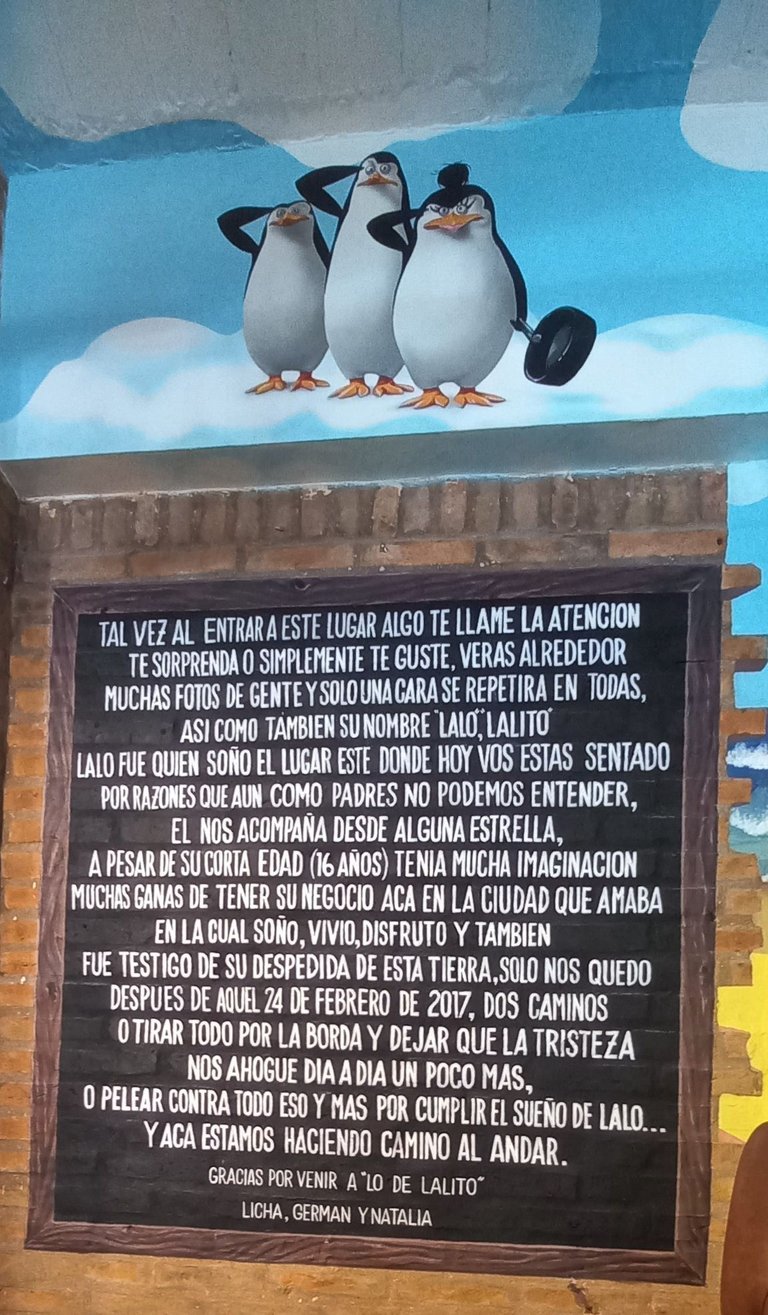 TAL VEZ AL ENTRAR A ESTE LUGAR ALGO TE LLAME LA ATENCION
TE SORPRENDA O SIMPLEMENTE TE GUSTE, VERAS ALREDEDOR
MUCHAS FOTOS DE GENTE Y SOLO UNA CARA SE REPETIRA EN TODAS,
ASI COMO TAMBIEN SU NOMBRE "LALO", LALITO"
LALO FUE QUIEN SOÑO EL LUGAR ESTE DONDE HOY VOS ESTAS SENTADO
POR RAZONES QUE AUN COMO PADRES NO PODEMOS ENTENDER,
EL NOS ACOMPAÑA DESDE ALGUNA ESTRELLA,
A PESAR DE SU CORTA EDAD (16 AÑOS) TENIA MUCHA IMAGINACION
MUCHAS GANAS DE TENER SU NEGOCIO ACA EN LA CIUDAD QUE AMABA
EN LA CUAL SOÑO, VIVIO, DISFRUTO Y TAMBIEN
FUE TESTIGO DE SU DESPEDIDA DE ESTA TIERRA, SOLO NOS QUEDO
DESPUES DE AQUEL 24 DE FEBRERO DE 2017, DOS CAMINOS
O TIRAR TODO POR LA BORDA Y DEJAR QUE LA TRISTEZA
NOS AHOGUE DIA A DIA UN POCO MAS,
O PELEAR CONTRA TODO ESO Y MAS POR CUMPLIR EL SUEÑO DE LALO...
Y ACA ESTAMOS HACIENDO CAMINO AL ANDAR.
GRACIAS POR VENIR A "LO DE LALITO"
LICHA, GERMAN Y NATALIA